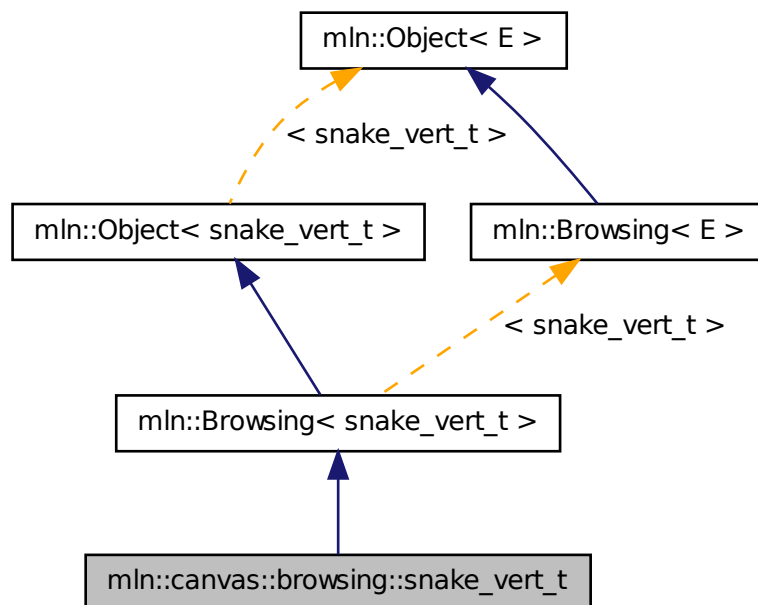 mln::Object< E >
< snake_vert_t >
mln::Object< snake_vert_t >
mln::Browsing< E >
< snake_vert_t >
mln::Browsing< snake_vert_t >
mln::canvas::browsing::snake_vert_t